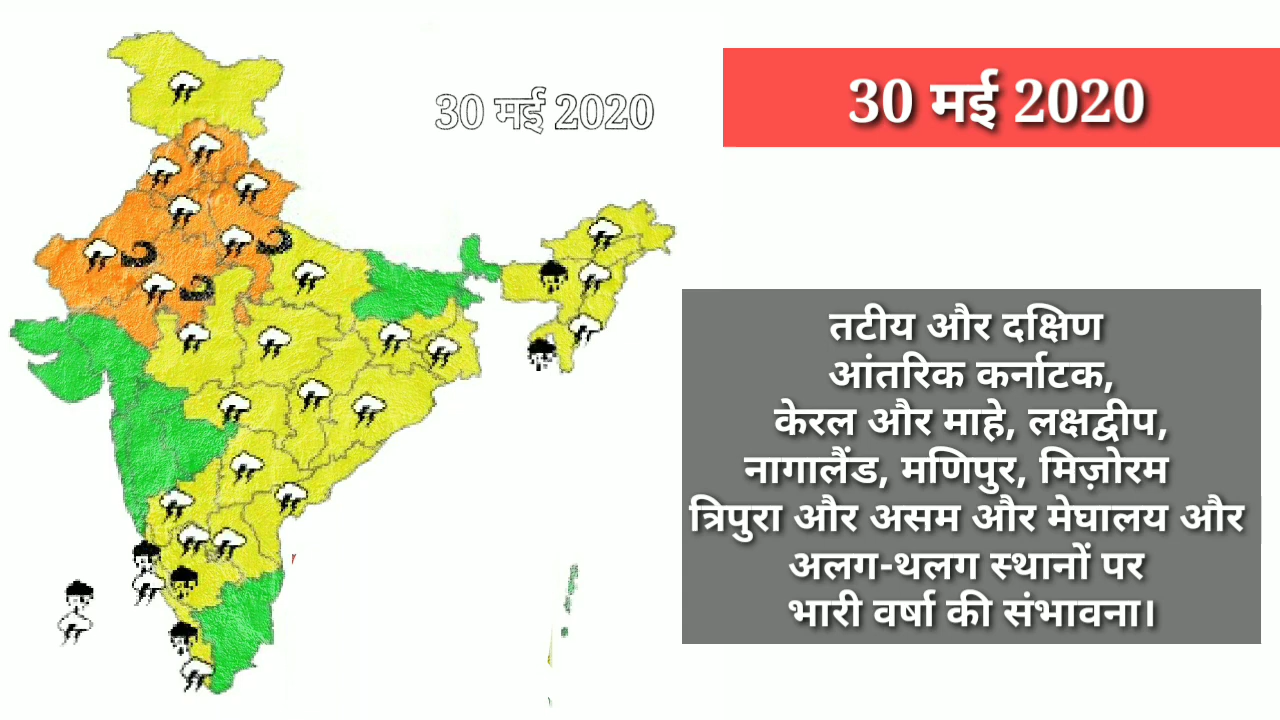 30 मई 2020
30 मई 2020
तटीय और दक्षिण
आंतरिक कर्नाटक,
केरल और माहे, लक्षद्वीप,
नागालैंड, मणिपुर, मिज़ोरम
त्रिपुरा और असम और मेघालय और
अलग-थलग स्थानों पर
भारी वर्षा की संभावना।